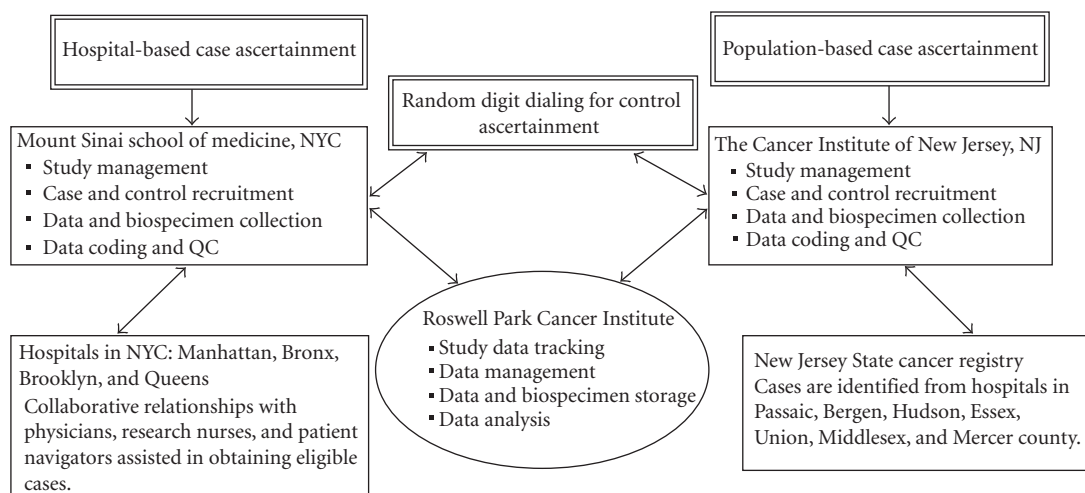 Hospital-based case ascertainment
Population-based case ascertainment
Random digit dialing for control
ascertainment
Mount Sinai school of medicine, NYC
▪ Study management
▪ Case and control recruitment
▪ Data and biospecimen collection
▪ Data coding and QC
The Cancer Institute of New Jersey, NJ
▪ Study management
▪ Case and control recruitment
▪ Data and biospecimen collection
▪ Data coding and QC
Roswell Park Cancer Institute
▪ Study data tracking
▪ Data management
▪ Data and biospecimen storage
▪ Data analysis
Hospitals in NYC: Manhattan, Bronx,
Brooklyn, and Queens
Collaborative relationships with
physicians, research nurses, and patient
navigators assisted in obtaining eligible
cases.
New Jersey State cancer registry
Cases are identified from hospitals in
Passaic, Bergen, Hudson, Essex,
Union, Middlesex, and Mercer county.